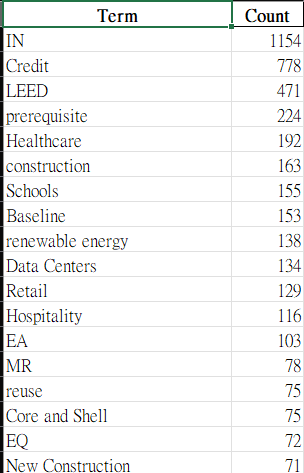 Term Count
IN 1154
Credit 778
LEED 471
prerequisite 224
Healthcare 192
construction 163
Schools 155
Baseline 153
renewable energy 138
Data Centers 134
Retail 129
Hospitality 116
EA 103
MR 78
reuse 75
Core and Shell 75
EQ 72
New Construction 71